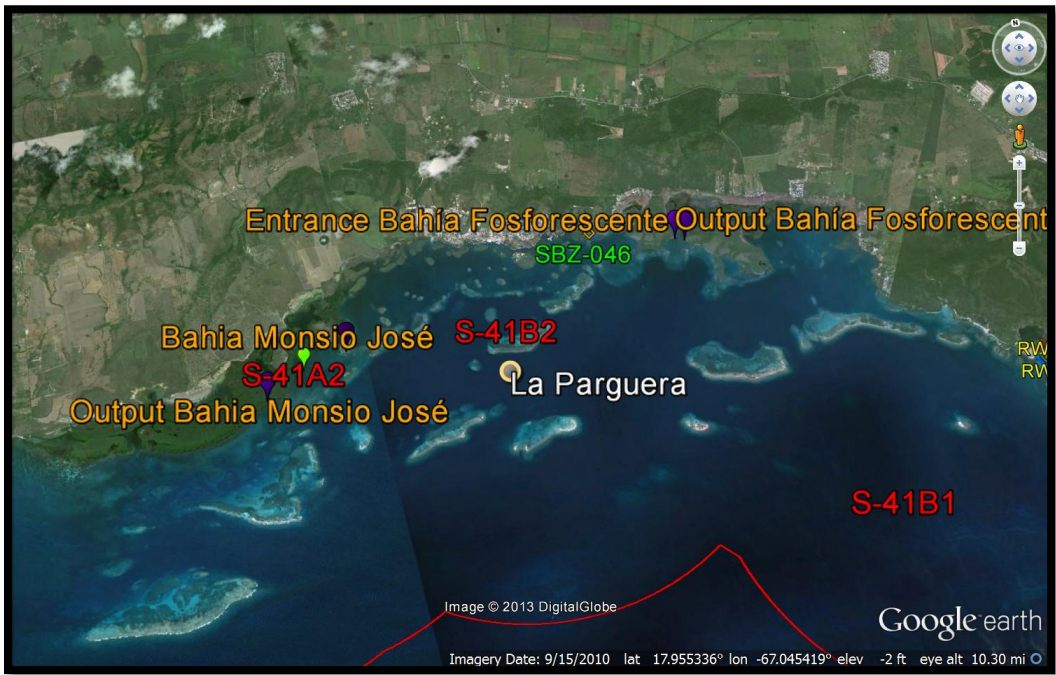 N
Entrance Bahía Fosforescente
Output Bahía Fosforescent
SBZ-046
Bahia Monsio José
S-41B2
RW
S-41A2
RW
La Parguera
Output Bahia Monsio José
S-41B1
Image © 2013 DigitalGlobe
Google earth
Imagery Date: 9/15/2010 lat 17.955336° lon -67.045419° elev -2 ft eye alt 10.30 mi